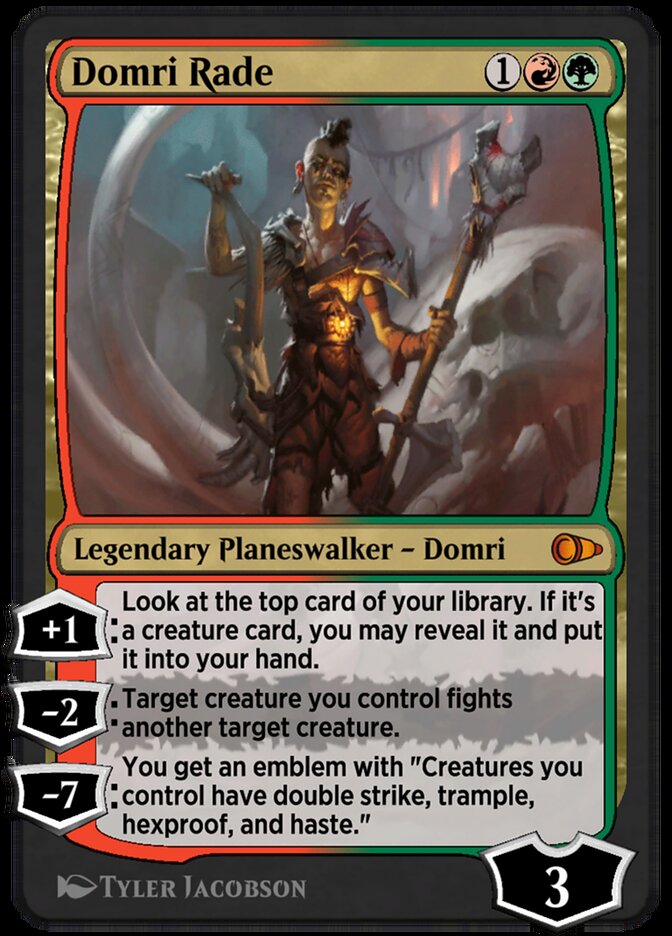 Domri Rade 1
Legendary Planeswalker – Domri
+1: Look at the top card of your library. If it's
a creature card, you may reveal it and put
it into your hand.
−2: Target creature you control fights
another target creature.
−7: You get an emblem with "Creatures you
control have double strike, trample,
hexproof, and haste."
3
Tyler Jacobson